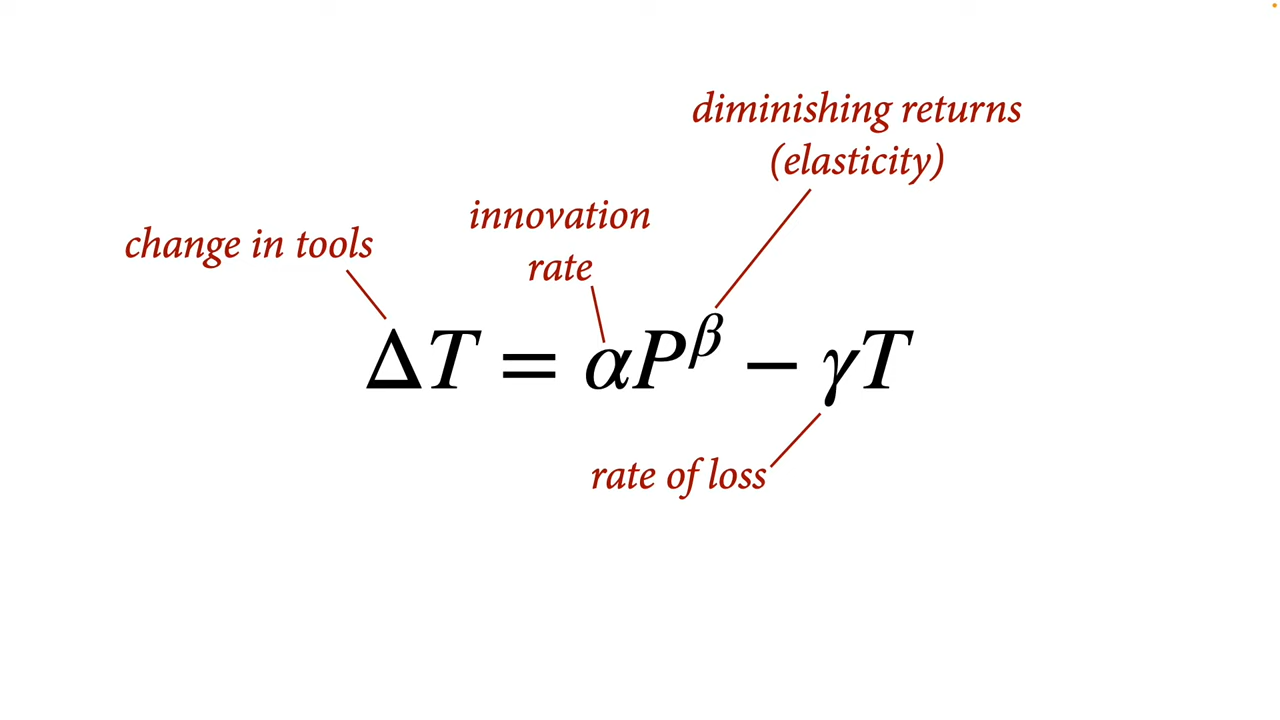 diminishing returns
(elasticity)
innovation
rate
change in tools
ΔT = αP^β − γT
rate of loss